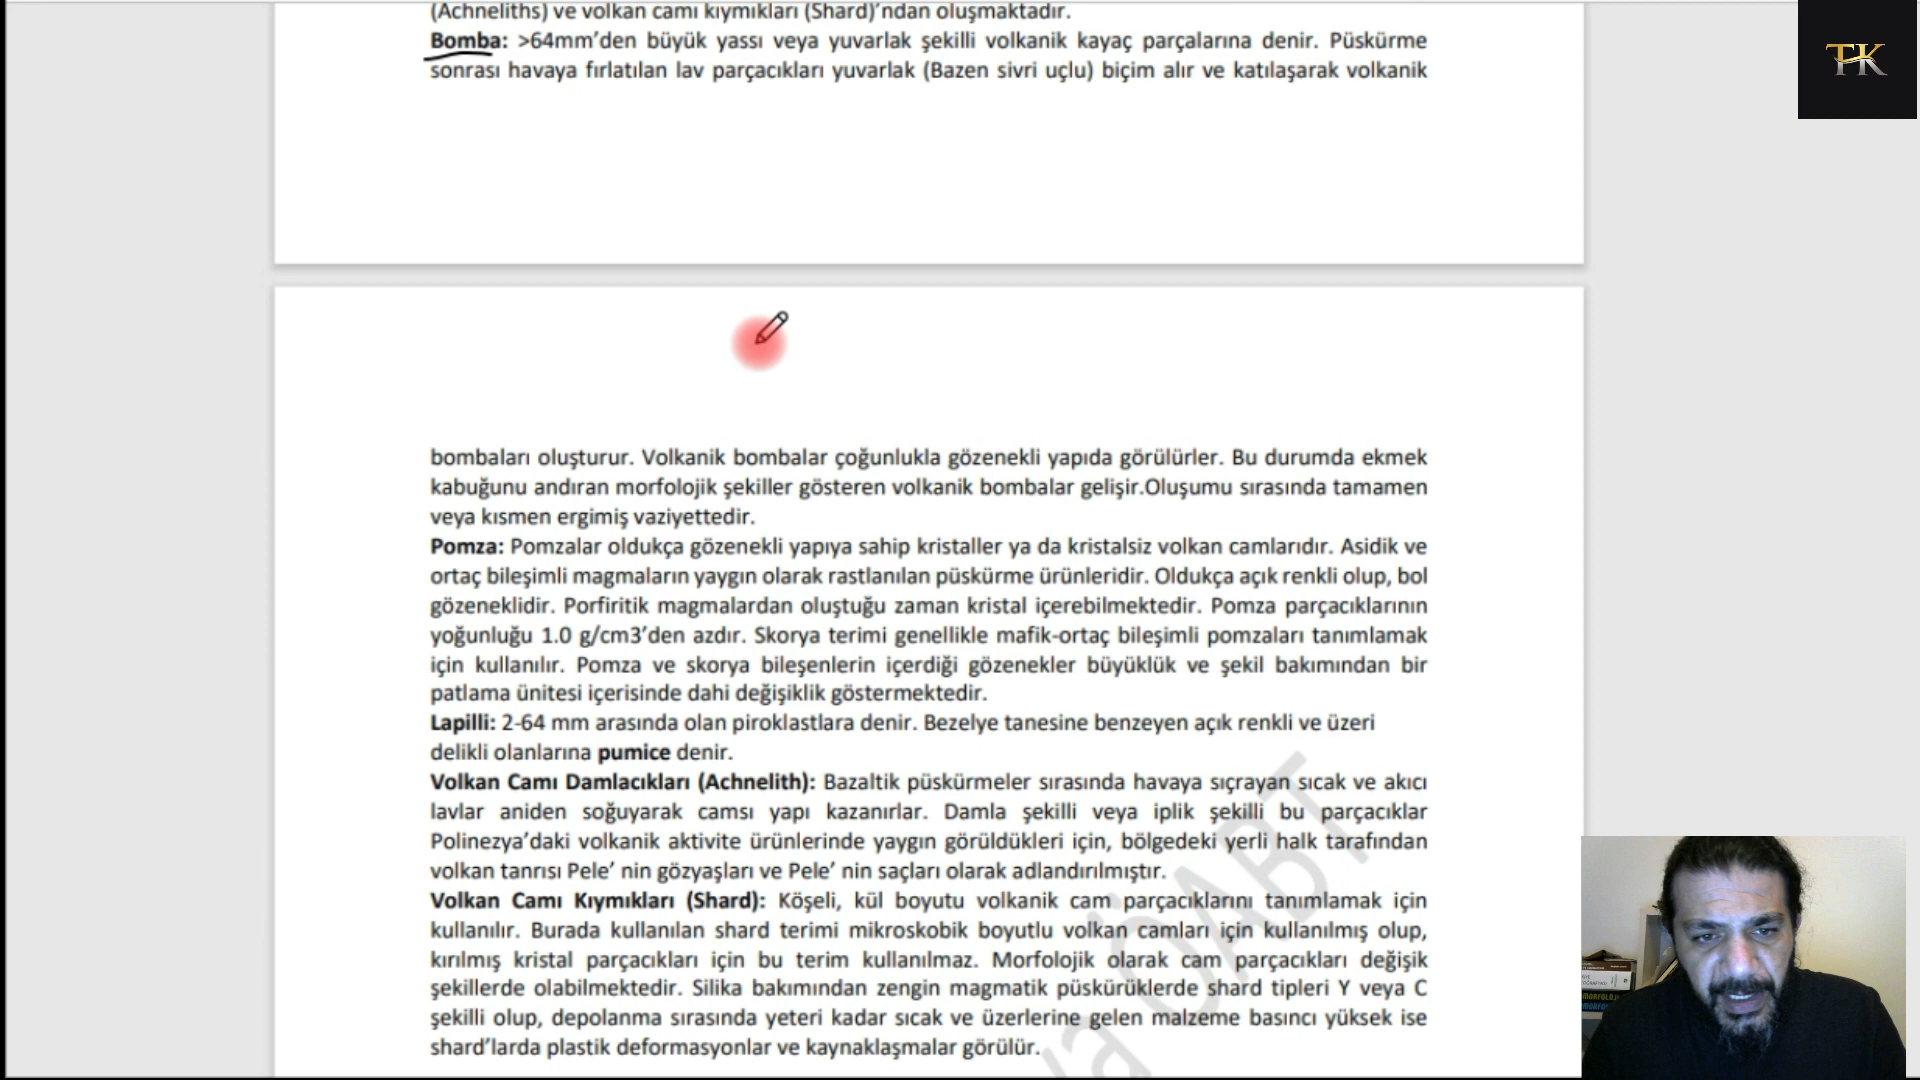 (Achneliths) ve volkan camı kıymıkları (Shard)'ndan oluşmaktadır.
Bomba: >64mm'den büyük yassı veya yuvarlak şekilli volkanik kayaç parçalarına denir. Püskürme
sonrası havaya fırlatılan lav parçacıkları yuvarlak (Bazen sivri uçlu) biçim alır ve katılaşarak volkanik
TK
bombaları oluşturur. Volkanik bombalar çoğunlukla gözenekli yapıda görülürler. Bu durumda ekmek
kabuğunu andıran morfolojik şekiller gösteren volkanik bombalar gelişir.Oluşumu sırasında tamamen
veya kısmen ergimiş vaziyettedir.
Pomza: Pomzalar oldukça gözenekli yapıya sahip kristaller ya da kristalsiz volkan camlarıdır. Asidik ve
ortaç bileşimli magmaların yaygın olarak rastlanılan püskürme ürünleridir. Oldukça açık renkli olup, bol
gözeneklidir. Porfiritik magmalardan oluştuğu zaman kristal içerebilmektedir. Pomza parçacıklarının
yoğunluğu 1.0 g/cm3'den azdır. Skorya terimi genellikle mafik-ortaç bileşimli pomzaları tanımlamak
için kullanılır. Pomza ve skorya bileşenlerin içerdiği gözenekler büyüklük ve şekil bakımından bir
patlama ünitesi içerisinde dahi değişiklik göstermektedir.
Lapilli: 2-64 mm arasında olan piroklastlara denir. Bezelye tanesine benzeyen açık renkli ve üzeri
delikli olanlarına pumice denir.
Volkan Camı Damlacıkları (Achnelith): Bazaltik püskürmeler sırasında havaya sıçrayan sıcak ve akıcı
lavlar aniden soğuyarak camsı yapı kazanırlar. Damla şekilli veya iplik şekilli bu parçacıklar
Polinezya'daki volkanik aktivite ürünlerinde yaygın görüldükleri için, bölgedeki yerli halk tarafından
volkan tanrısı Pele' nin gözyaşları ve Pele' nin saçları olarak adlandırılmıştır.
Volkan Camı Kıymıkları (Shard): Köşeli, kül boyutu volkanik cam parçacıklarını tanımlamak için
kullanılır. Burada kullanılan shard terimi mikroskobik boyutlu volkan camları için kullanılmış olup,
kırılmış kristal parçacıkları için bu terim kullanılmaz. Morfolojik olarak cam parçacıkları değişik
şekillerde olabilmektedir. Silika bakımından zengin magmatik püskürüklerde shard tipleri Y veya C
şekilli olup, depolanma sırasında yeteri kadar sıcak ve üzerlerine gelen malzeme basıncı yüksek ise
shard'larda plastik deformasyonlar ve kaynaklaşmalar görülür.
ya ÖABT